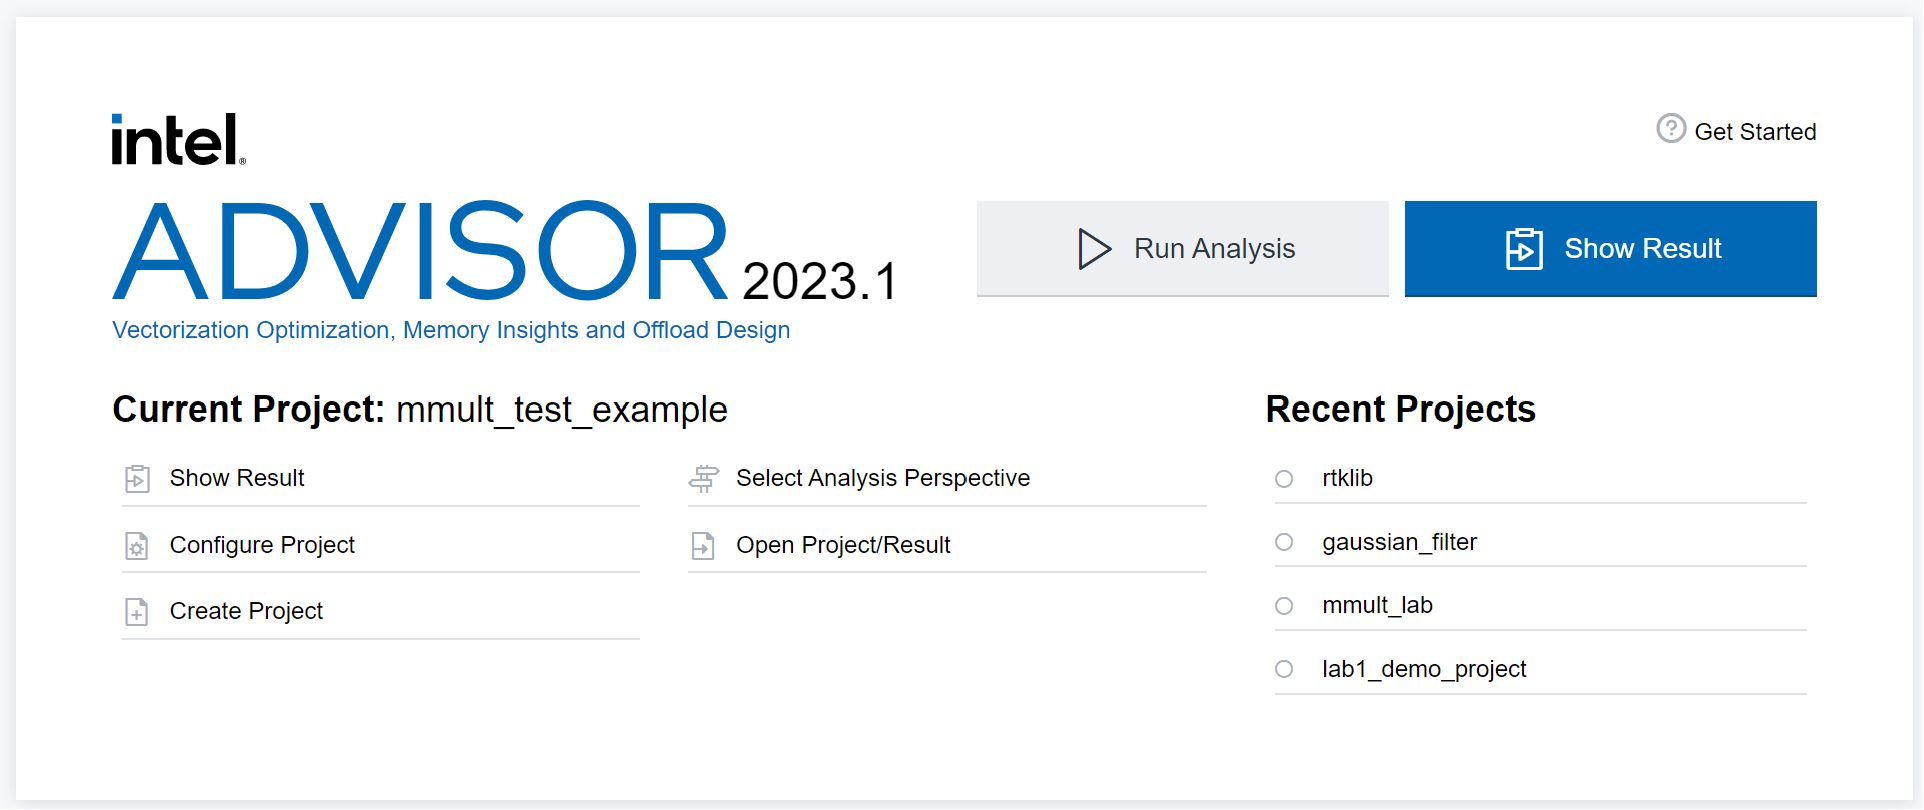 intel®
Get Started
ADVISOR 2023.1
Run Analysis
Show Result
Vectorization Optimization, Memory Insights and Offload Design
Current Project: mmult_test_example
Show Result
Select Analysis Perspective
Configure Project
Open Project/Result
Create Project
Recent Projects
rtklib
gaussian_filter
mmult_lab
lab1_demo_project